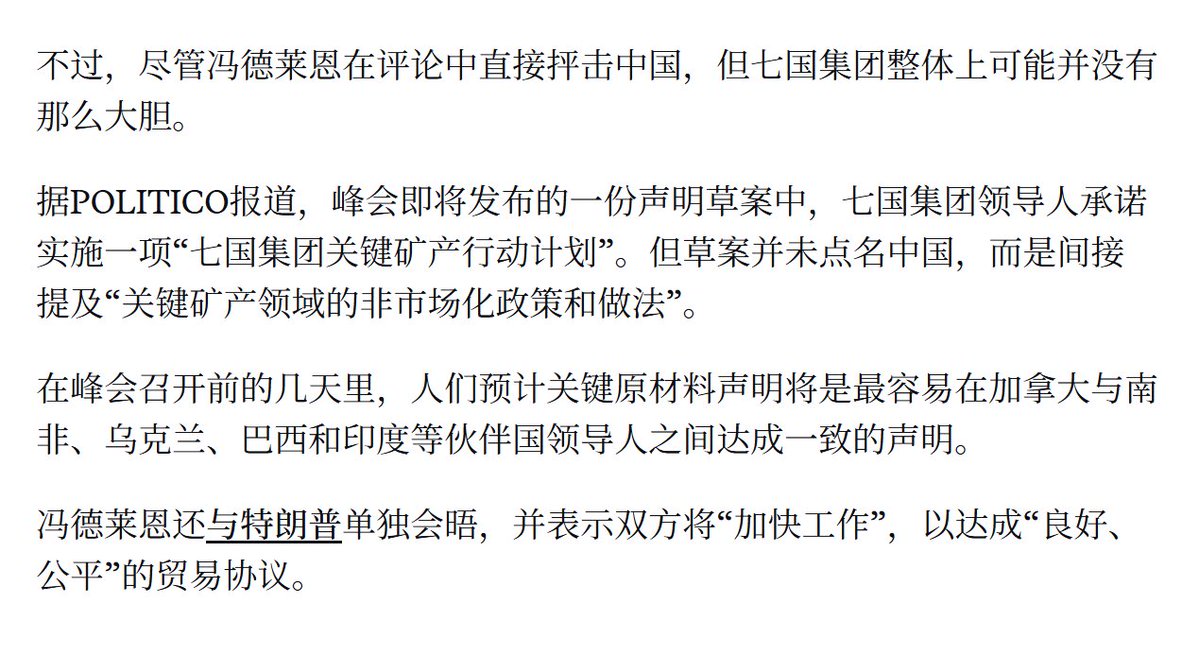 不过，尽管冯德莱恩在评论中直接抨击中国，但七国集团整体上可能并没有
那么大胆。
据POLITICO报道，峰会即将发布的一份声明草案中，七国集团领导人承诺
实施一项“七国集团关键矿产行动计划”。但草案并未点名中国，而是间接
提及“关键矿产领域的非市场化政策和做法”。
在峰会召开前的几天里，人们预计关键原材料声明将是最容易在加拿大与南
非、乌克兰、巴西和印度等伙伴国领导人之间达成一致的声明。
冯德莱恩还与特朗普单独会晤，并表示双方将“加快工作”，以达成“良好、
公平”的贸易协议。